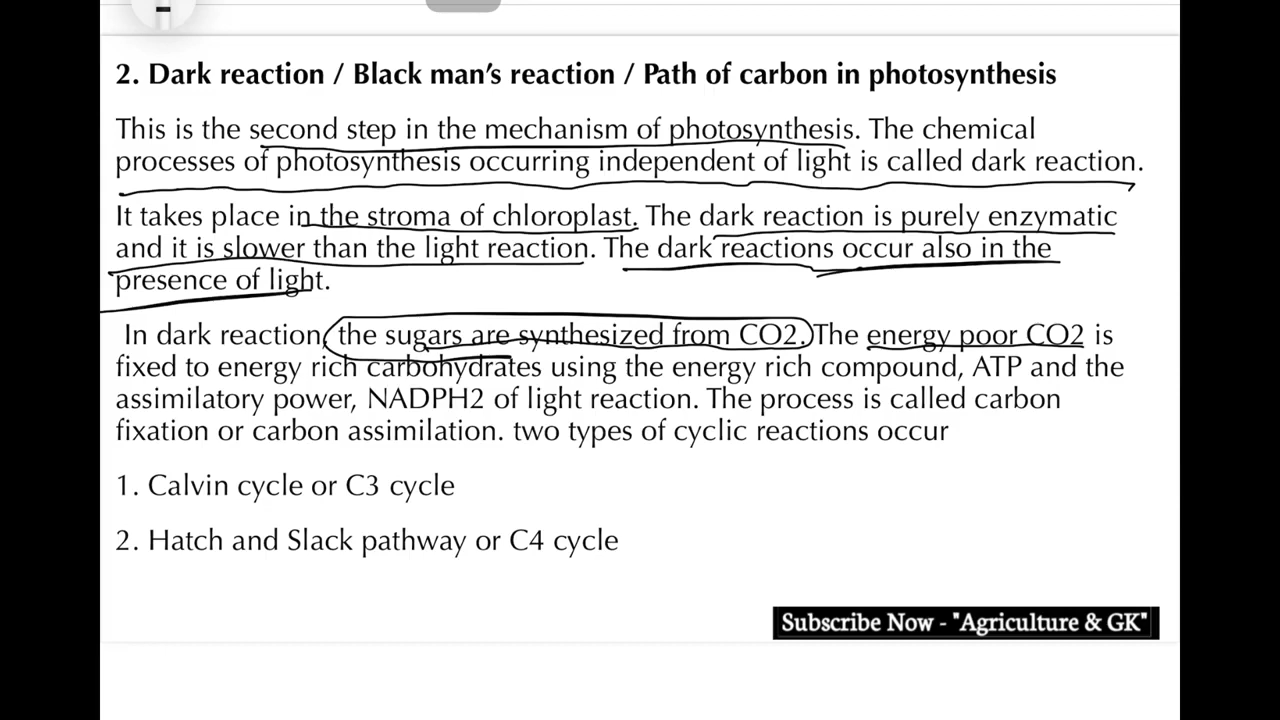 2. Dark reaction / Black man’s reaction / Path of carbon in photosynthesis
This is the second step in the mechanism of photosynthesis. The chemical
processes of photosynthesis occurring independent of light is called dark reaction.
It takes place in the stroma of chloroplast. The dark reaction is purely enzymatic
and it is slower than the light reaction. The dark reactions occur also in the
presence of light.
In dark reaction, the sugars are synthesized from CO2. The energy poor CO2 is
fixed to energy rich carbohydrates using the energy rich compound, ATP and the
assimilatory power, NADPH2 of light reaction. The process is called carbon
fixation or carbon assimilation. two types of cyclic reactions occur
1. Calvin cycle or C3 cycle
2. Hatch and Slack pathway or C4 cycle
Subscribe Now - "Agriculture & GK"